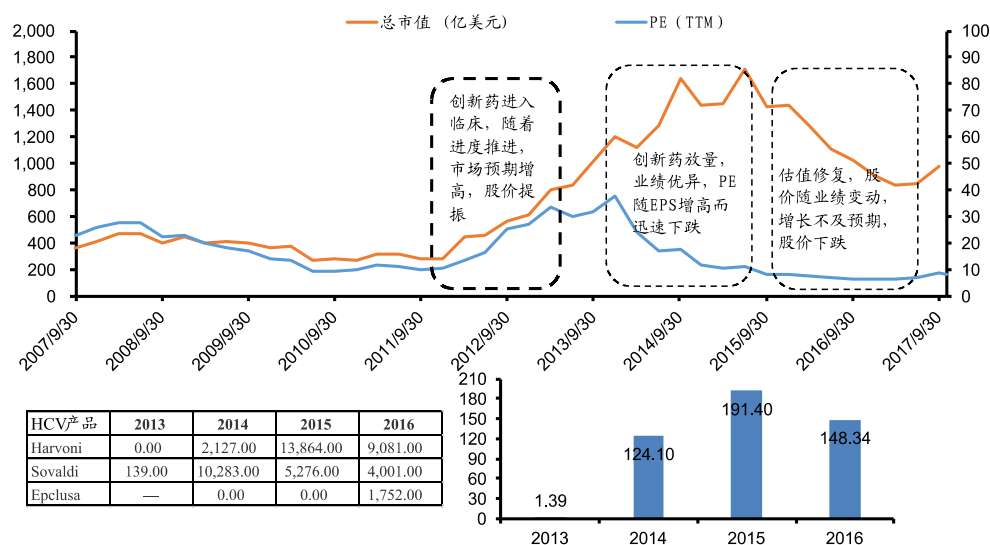 总市值 (亿美元) PE (TTM)
2,000
1,800
1,600
1,400
1,200
1,000
800
600
400
200
0
100
90
80
70
60
50
40
30
20
10
0
创新药进入
临床，随着
进度推进，
市场预期增
高，股价提
振
创新药放量，
业绩优异，PE
随EPS增高而
迅速下跌
估值修复，股
价随业绩变动，
增长不及预期，
股价下跌
2007/9/30
2008/9/30
2009/9/30
2010/9/30
2011/9/30
2012/9/30
2013/9/30
2014/9/30
2015/9/30
2016/9/30
2017/9/30
HCV产品 2013 2014 2015 2016
Harvoni 0.00 2,127.00 13,864.00 9,081.00
Sovaldi 139.00 10,283.00 5,276.00 4,001.00
Epclusa — 0.00 0.00 1,752.00
210
180
150
120
90
60
30
0
1.39
124.10
191.40
148.34
2013 2014 2015 2016